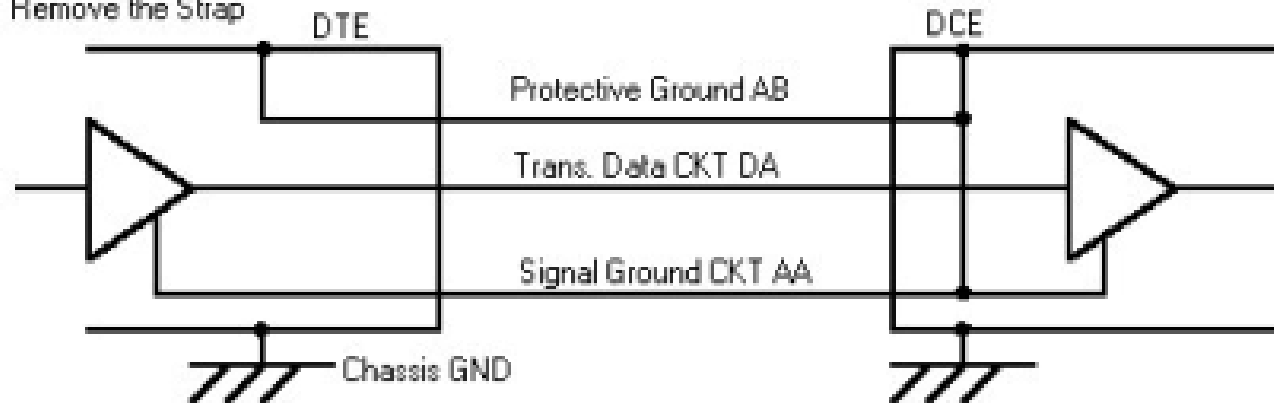 Remove the Strap
DTE
DCE
Protective Ground AB
Trans. Data CKT DA
Signal Ground CKT AA
Chassis GND